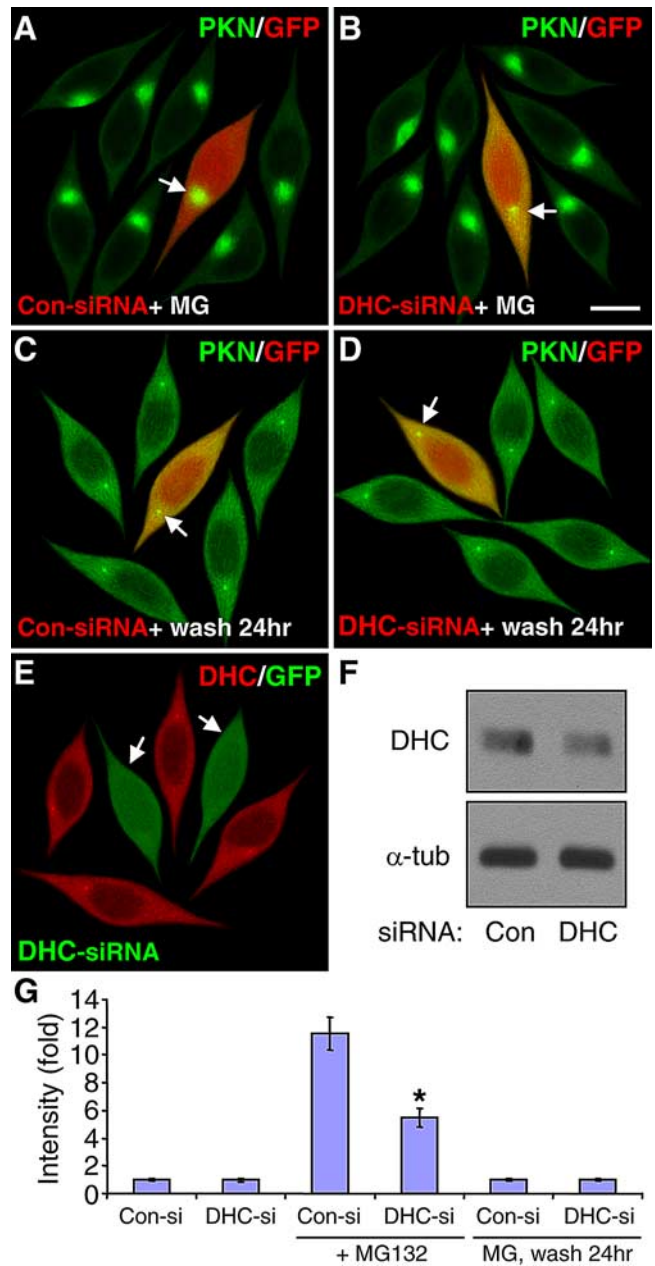 A PKN/GFP
Con-siRNA+ MG
B PKN/GFP
DHC-siRNA + MG
C PKN/GFP
Con-siRNA+ wash 24hr
D PKN/GFP
DHC-siRNA+ wash 24hr
E DHC/GFP
DHC-siRNA
F
DHC
α-tub
siRNA: Con DHC
G
Intensity (fold)
14
12
10
8
6
4
2
0
*
Con-si DHC-si Con-si DHC-si Con-si DHC-si
+ MG132 MG, wash 24hr